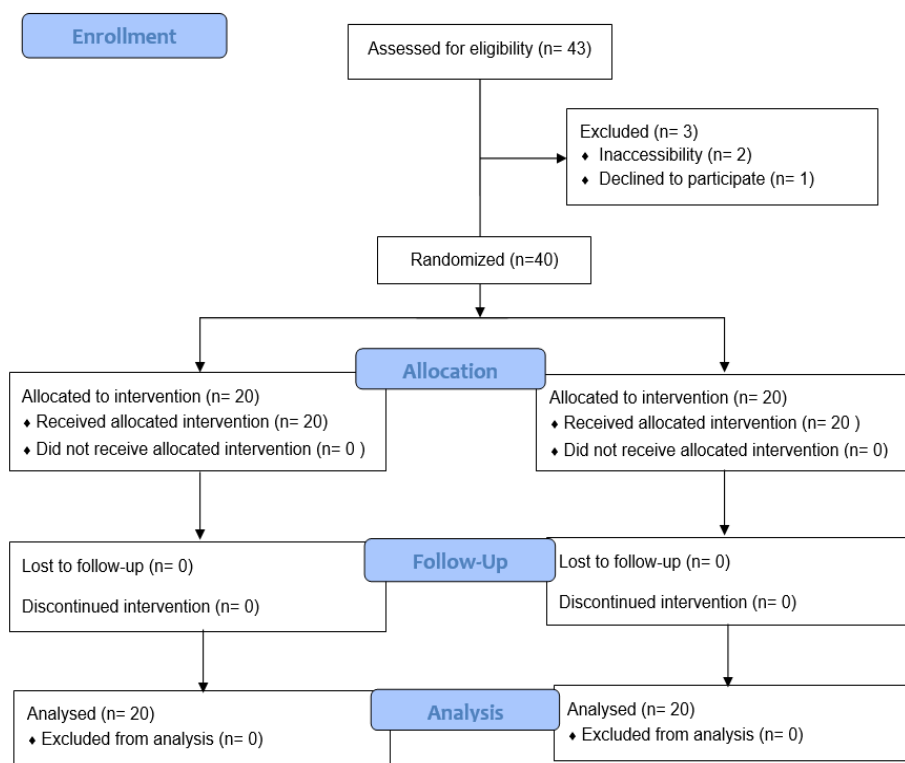 Enrollment
Assessed for eligibility (n= 43)
Excluded (n= 3)
♦ Inaccessibility (n= 2)
♦ Declined to participate (n= 1)
Randomized (n=40)
Allocation
Allocated to intervention (n= 20)
♦ Received allocated intervention (n= 20)
♦ Did not receive allocated intervention (n= 0 )
Allocated to intervention (n= 20)
♦ Received allocated intervention (n= 20 )
♦ Did not receive allocated intervention (n= 0)
Follow-Up
Lost to follow-up (n= 0)
Discontinued intervention (n= 0)
Lost to follow-up (n= 0)
Discontinued intervention (n= 0)
Analysis
Analysed (n= 20)
♦ Excluded from analysis (n= 0)
Analysed (n= 20)
♦ Excluded from analysis (n= 0)